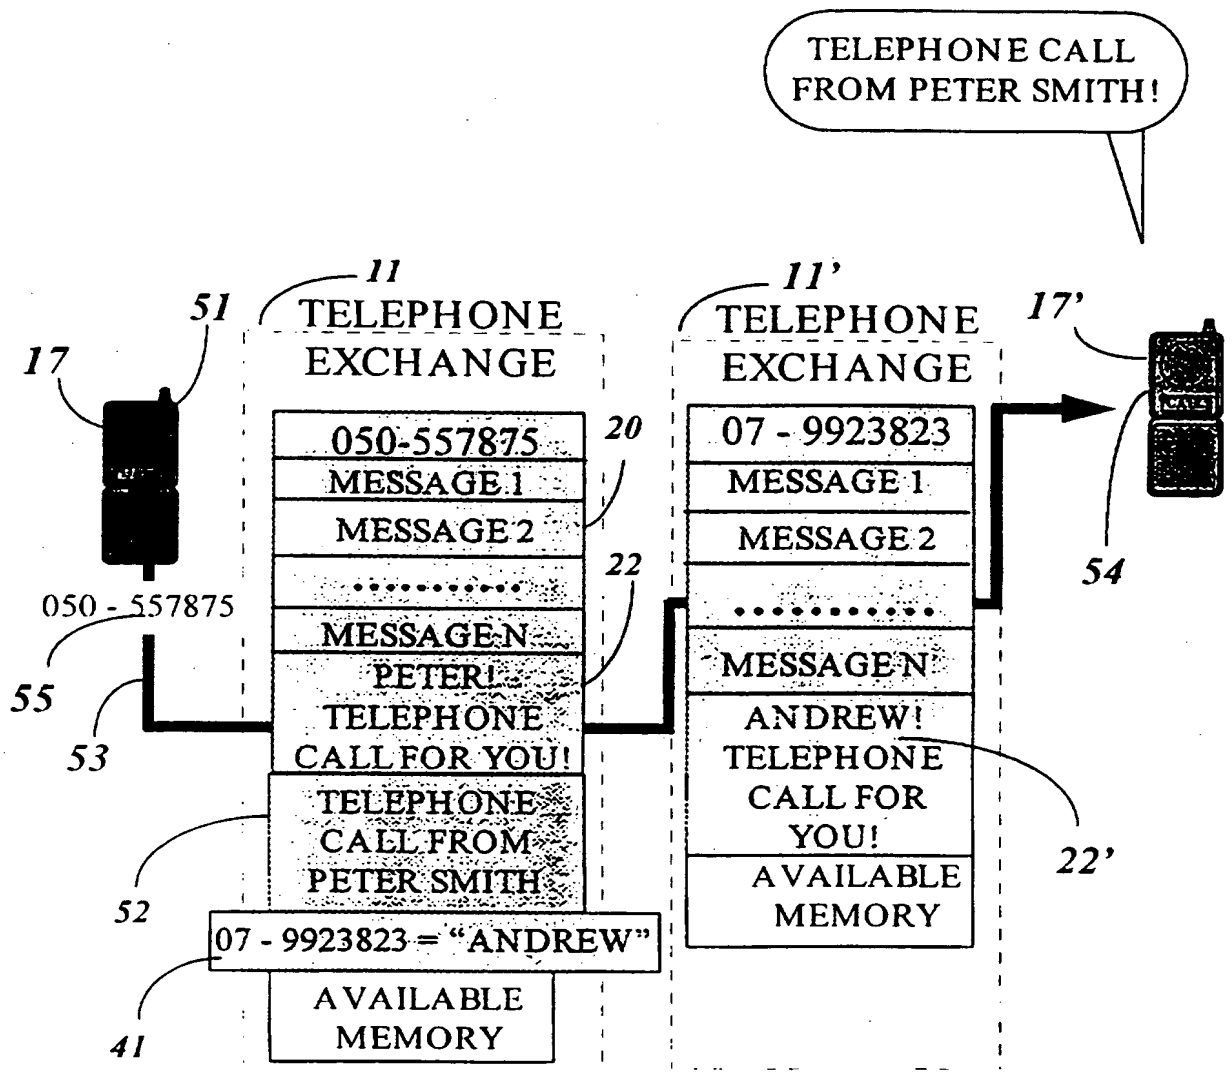 TELEPHONE CALL
FROM PETER SMITH!
11
TELEPHONE
EXCHANGE
11’
TELEPHONE
EXCHANGE
17
51
17’
54
050-557875
MESSAGE 1
MESSAGE 2
...........
MESSAGE N
PETER!
TELEPHONE
CALL FOR YOU!
TELEPHONE
CALL FROM
PETER SMITH
07 - 9923823 = “ANDREW”
AVAILABLE
MEMORY
20
22
050 - 557875
55
53
52
41
07 - 9923823
MESSAGE 1
MESSAGE 2
............
MESSAGE N
ANDREW!
TELEPHONE
CALL FOR
YOU!
AVAILABLE
MEMORY
22’